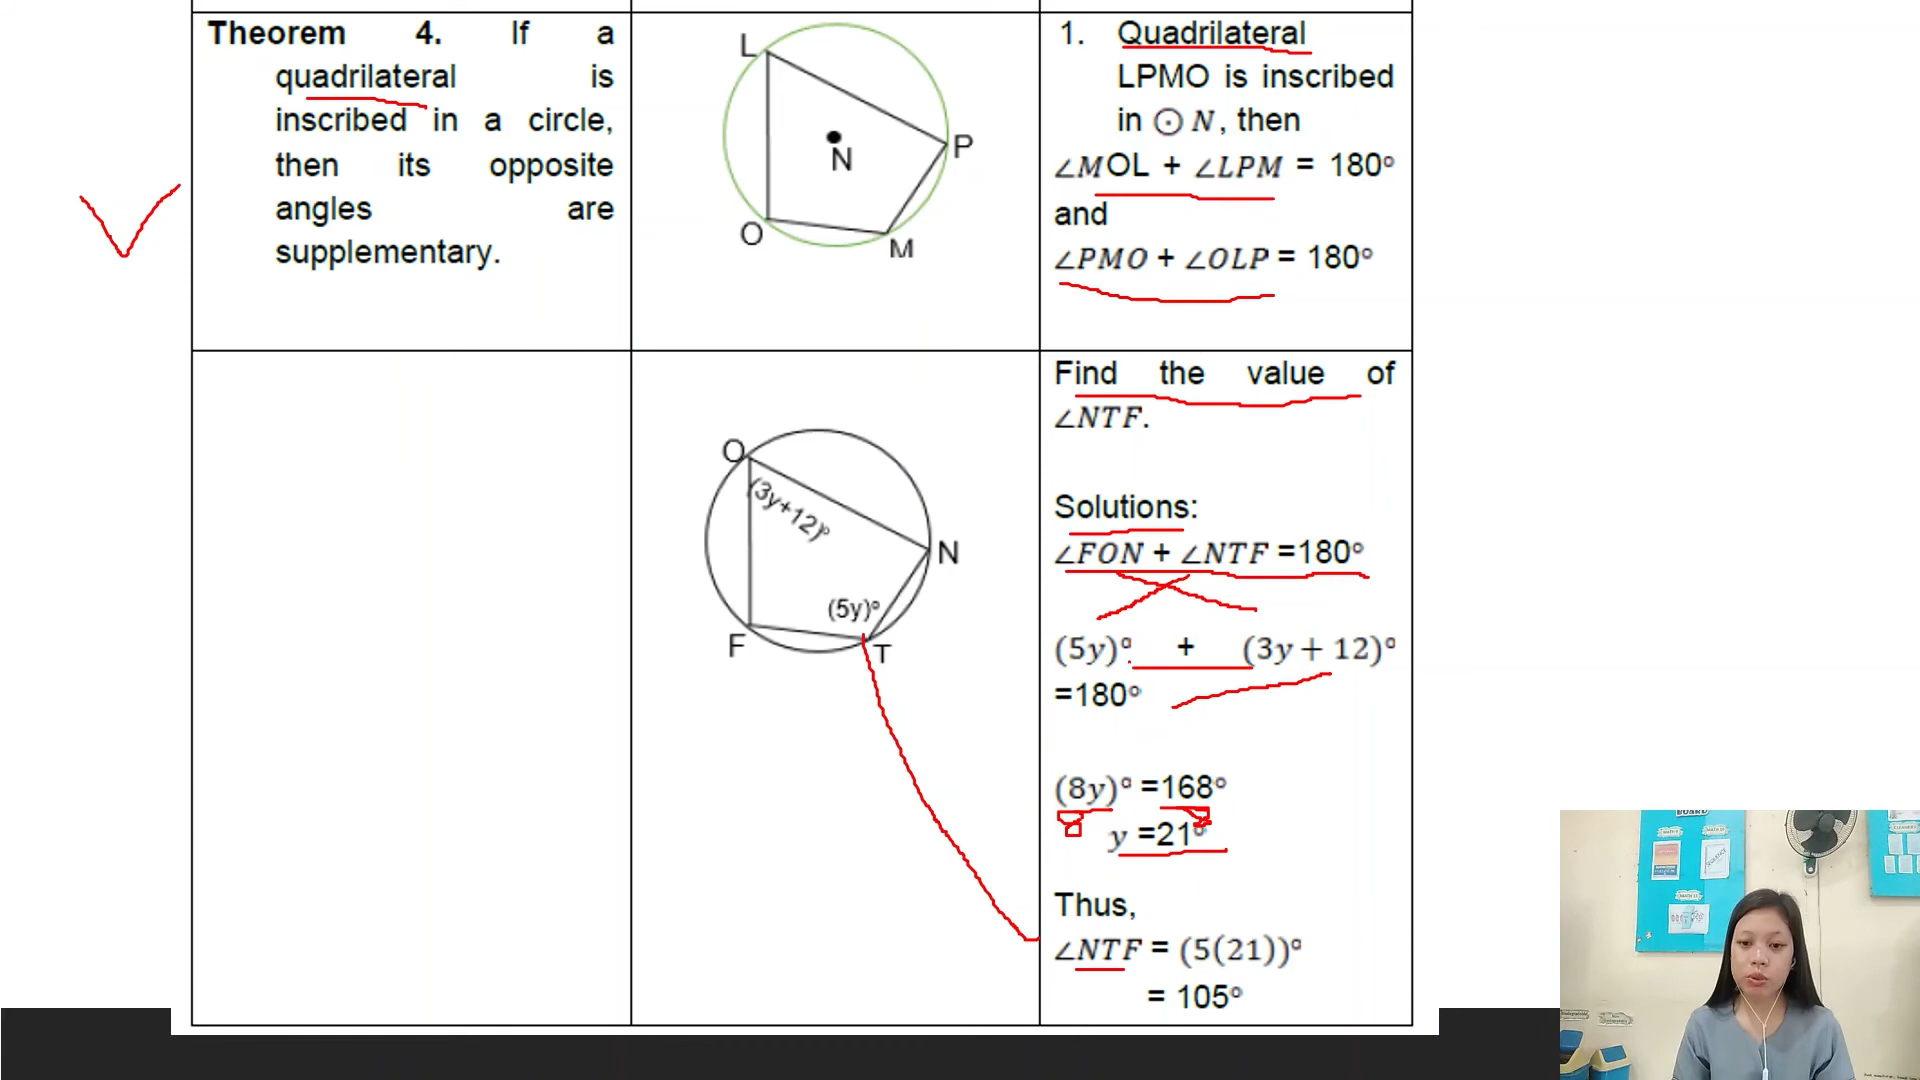 Theorem 4. If a
quadrilateral is
inscribed in a circle,
then its opposite
angles are
supplementary.
L
P
N
O
M
1. Quadrilateral
LPMO is inscribed
in ⊙ N, then
∠MOL + ∠LPM = 180°
and
∠PMO + ∠OLP = 180°
O
(3y+12)°
N
(5y)°
F
T
Find the value of
∠NTF.
Solutions:
∠FON + ∠NTF =180°
(5y)° + (3y + 12)°
=180°
(8y)° =168°
8 8
y =21°
Thus,
∠NTF = (5(21))°
= 105°